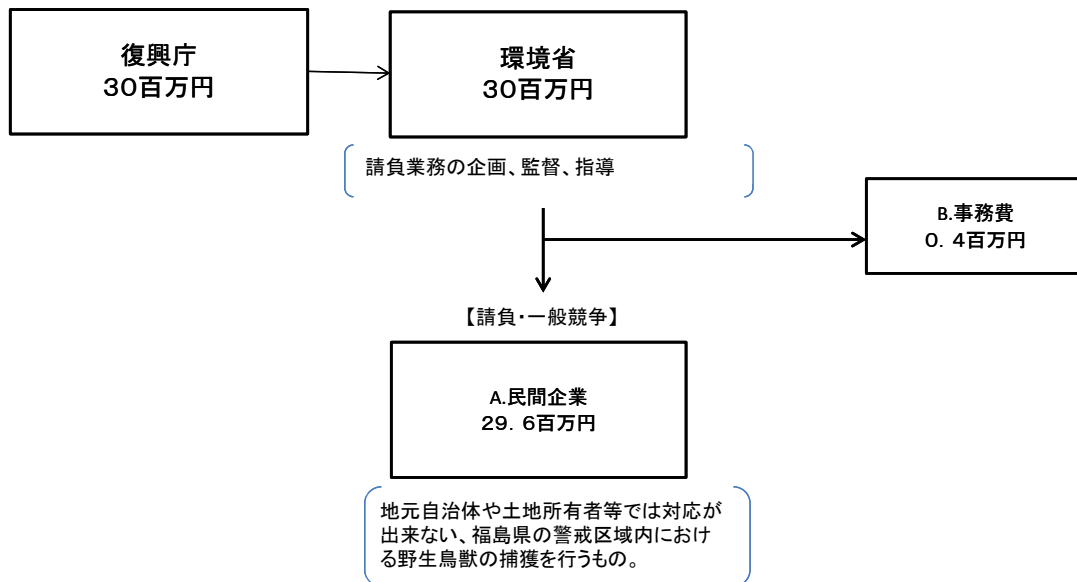 復興庁
30百万円
環境省
30百万円
請負業務の企画、監督、指導
B.事務費
0．4百万円
【請負・一般競争】
A.民間企業
29．6百万円
地元自治体や土地所有者等では対応が
出来ない、福島県の警戒区域内におけ
る野生鳥獣の捕獲を行うもの。